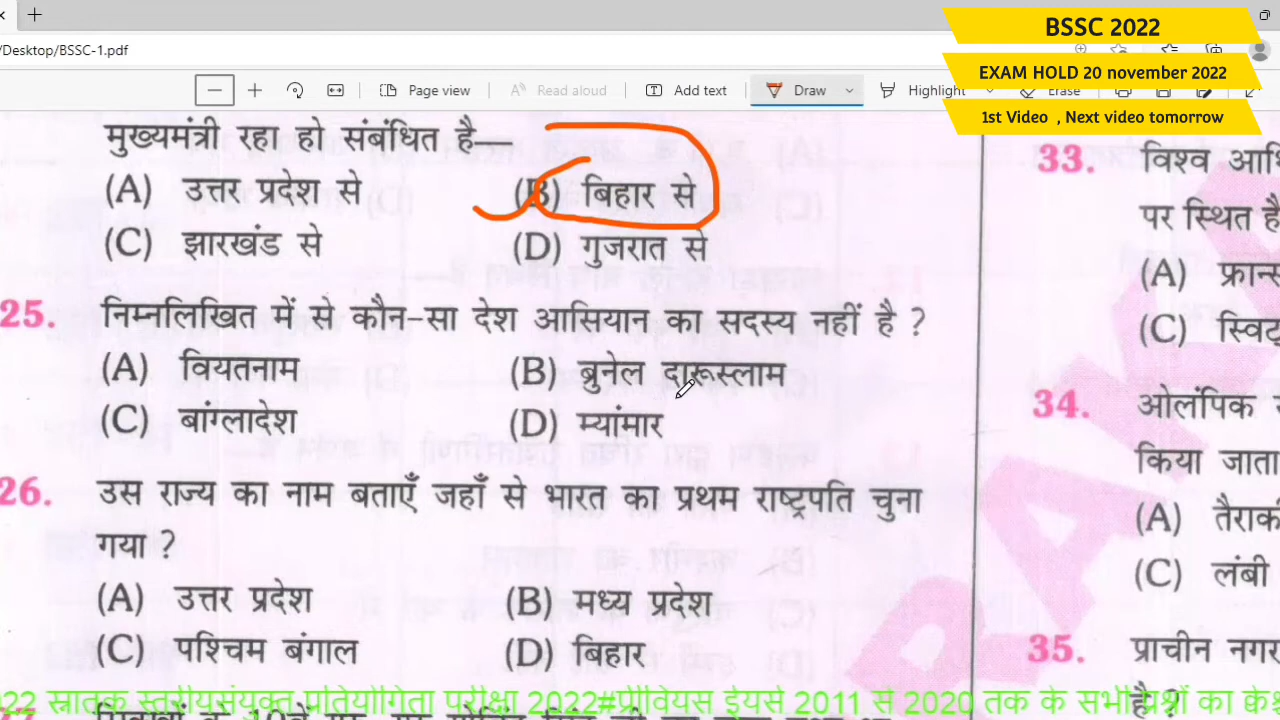 BSSC 2022
EXAM HOLD 20 november 2022
1st Video , Next video tomorrow
/Desktop/BSSC-1.pdf
Page view
Read aloud
Add text
Draw
Highlight
Erase
मुख्यमंत्री रहा हो संबंधित है
(A) उत्तर प्रदेश से (B) बिहार से
(C) झारखंड से (D) गुजरात से
25. निम्नलिखित में से कौन-सा देश आसियान का सदस्य नहीं है ?
(A) वियतनाम (B) ब्रुनेल दारूस्लाम
(C) बांग्लादेश (D) म्यांमार
26. उस राज्य का नाम बताएँ जहाँ से भारत का प्रथम राष्ट्रपति चुना
गया ?
(A) उत्तर प्रदेश (B) मध्य प्रदेश
(C) पश्चिम बंगाल (D) बिहार
33. विश्व
पर स्थित है
(A)
(C)
34. ओलंपिक
किया जाता
(A)
(C) लंबी
35. प्राचीन नगर
है ?
स्नातक स्तरीयसंयुक्त प्रतियोगिता परीक्षा 2022#प्रीवियस ईयर्स 2011 से 2020 तक के सभी प्रश्नों का